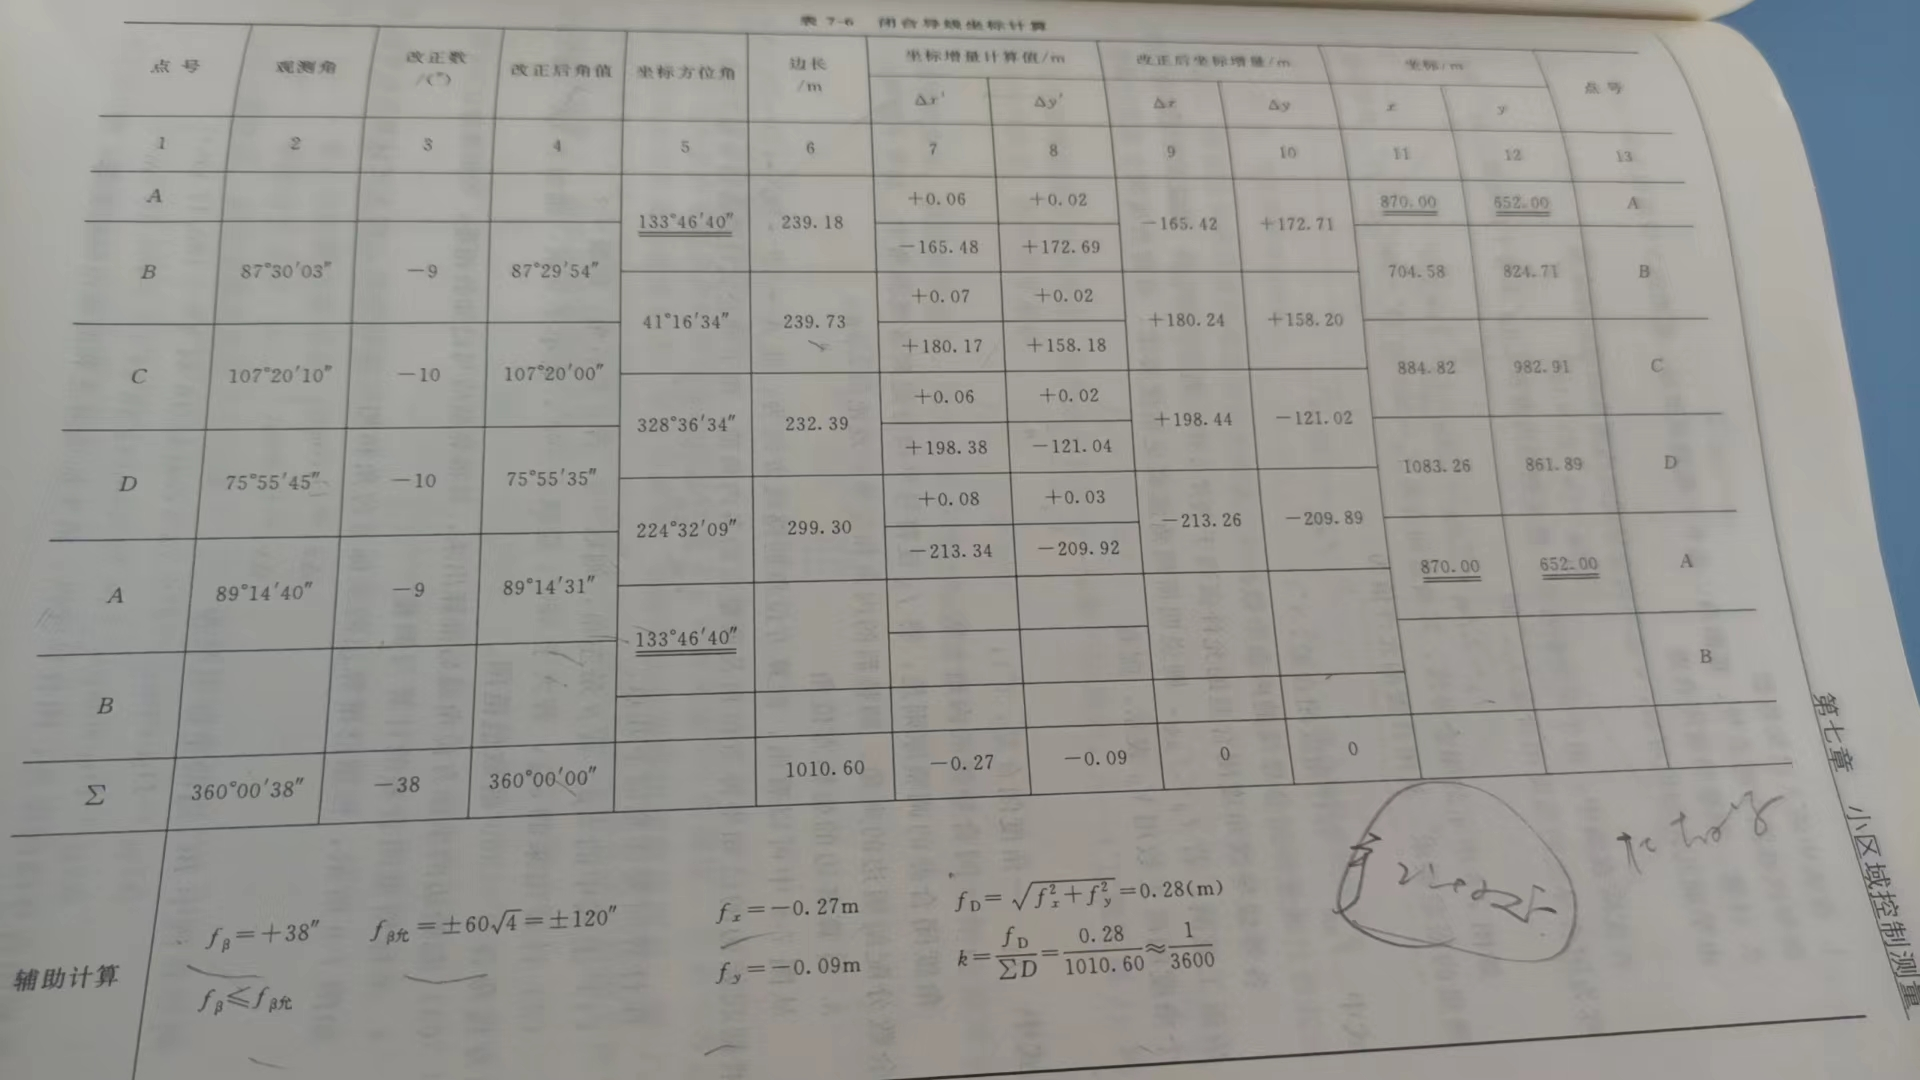 表 7-6 闭合导线坐标计算
点 号 观测角 改正数/(″) 改正后角值 坐标方位角 边长/m 坐标增量计算值/m 改正后坐标增量/m 坐标/m 点 号
Δx′ Δy′ Δx Δy x y
1 2 3 4 5 6 7 8 9 10 11 12 13
A 870.00 652.00 A
133°46′40″ 239.18 +0.06 +0.02 −165.42 +172.71
−165.48 +172.69
B 87°30′03″ −9 87°29′54″ 704.58 824.71 B
41°16′34″ 239.73 +0.07 +0.02 +180.24 +158.20
+180.17 +158.18
C 107°20′10″ −10 107°20′00″ 884.82 982.91 C
328°36′34″ 232.39 +0.06 +0.02 +198.44 −121.02
+198.38 −121.04
D 75°55′45″ −10 75°55′35″ 1083.26 861.89 D
224°32′09″ 299.30 +0.08 +0.03 −213.26 −209.89
−213.34 −209.92
A 89°14′40″ −9 89°14′31″ 870.00 652.00 A
133°46′40″
B B
Σ 360°00′38″ −38 360°00′00″ 1010.60 −0.27 −0.09 0 0
辅助计算
fβ=+38″ fβ允=±60√4=±120″ fx=−0.27m fD=√(fx²+fy²)=0.28(m)
fβ≤fβ允 fy=−0.09m k=fD/ΣD=0.28/1010.60≈1/3600
第七章 小区域控制测量